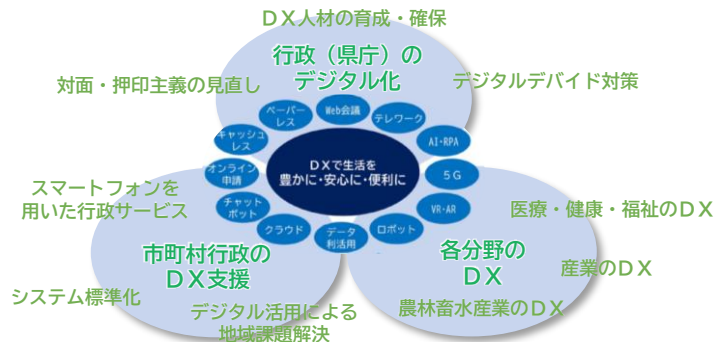 ＤＸ人材の育成・確保
行政（県庁）の
デジタル化
対面・押印主義の見直し
デジタルデバイド対策
ペーパー
レス
Web会議
テレワーク
キャッシュ
レス
AI・RPA
オンライン
申請
ＤＸで生活を
豊かに・安心に・便利に
５Ｇ
チャット
ボット
VR・AR
クラウド
データ
利活用
ロボット
スマートフォンを
用いた行政サービス
医療・健康・福祉のＤＸ
市町村行政の
ＤＸ支援
各分野の
ＤＸ
産業のＤＸ
システム標準化
デジタル活用による
地域課題解決
農林畜水産業のＤＸ